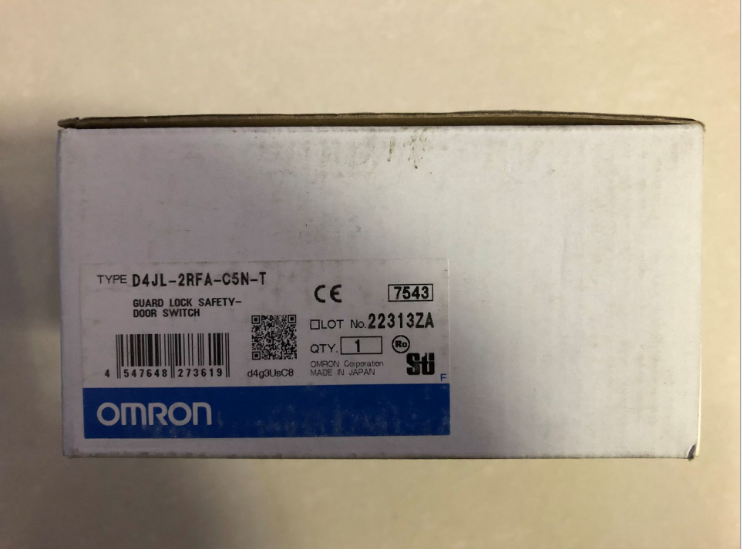 TYPE D4JL-2RFA-C5N-T
GUARD LOCK SAFETY-
DOOR SWITCH
CE
7543
LOT No. 22313ZA
QTY. 1
OMRON Corporation
MADE IN JAPAN
Sti
F
4 547648 273619
d4g3UsC8
OMRON